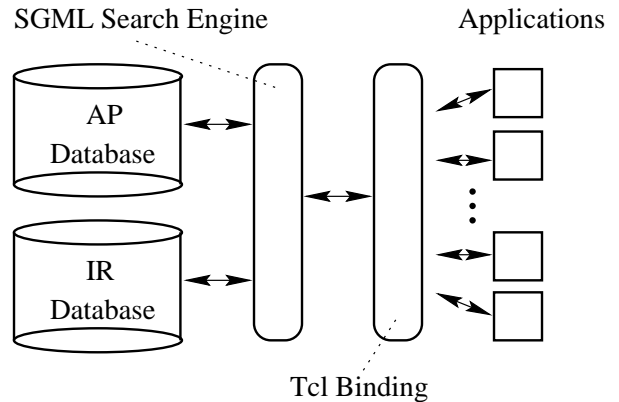 SGML Search Engine
Applications
AP
Database
IR
Database
Tcl Binding